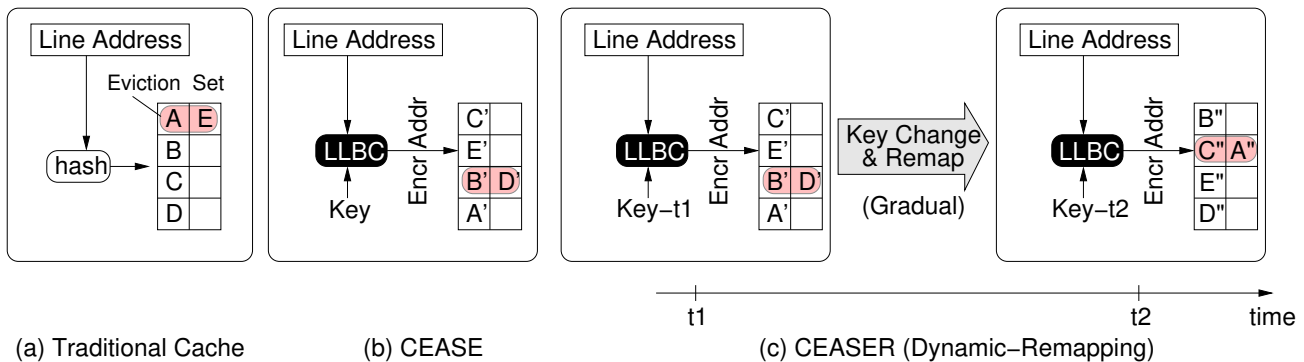 Line Address
Eviction Set
A E
B
C
D
hash
(a) Traditional Cache
Line Address
LLBC
Key
Encr Addr
C'
E'
B' D'
A'
(b) CEASE
Line Address
LLBC
Key-t1
Encr Addr
C'
E'
B' D'
A'
Key Change
& Remap
(Gradual)
Line Address
LLBC
Key-t2
Encr Addr
B"
C" A"
E"
D"
t1
t2
time
(c) CEASER (Dynamic-Remapping)